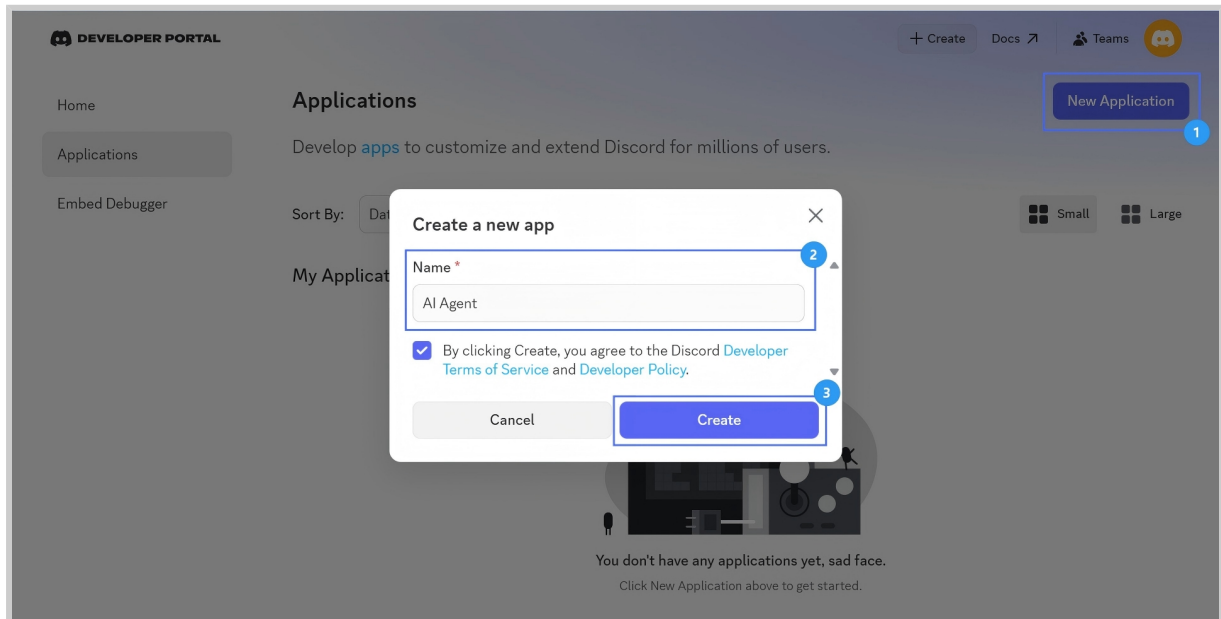 DEVELOPER PORTAL
+ Create
Docs
Teams
Home
Applications
Embed Debugger
Applications
New Application
1
Develop apps to customize and extend Discord for millions of users.
Sort By:
Small
Large
My Applicat
Create a new app
2
Name *
AI Agent
By clicking Create, you agree to the Discord Developer
Terms of Service and Developer Policy.
3
Cancel
Create
You don't have any applications yet, sad face.
Click New Application above to get started.